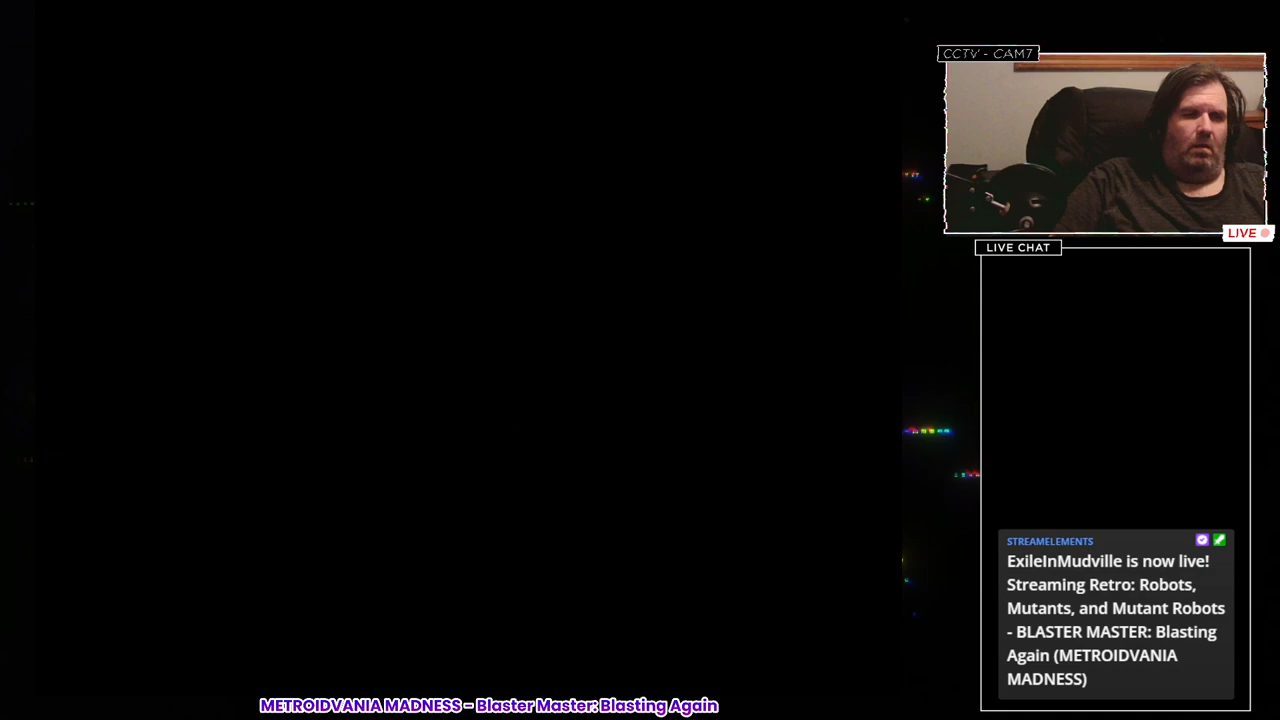 CCTV - CAM7
LIVE
LIVE CHAT
STREAMELEMENTS
ExileInMudville is now live!
Streaming Retro: Robots,
Mutants, and Mutant Robots
- BLASTER MASTER: Blasting
Again (METROIDVANIA
MADNESS)
METROIDVANIA MADNESS - Blaster Master: Blasting Again